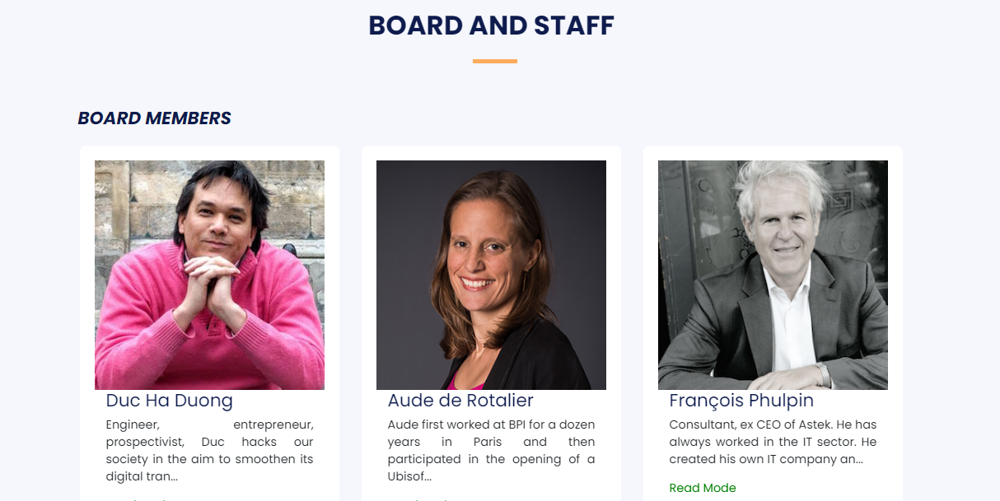 BOARD AND STAFF
BOARD MEMBERS
Duc Ha Duong
Engineer, entrepreneur,
prospectivist, Duc hacks our
society in the aim to smoothen its
digital tran...
Aude de Rotalier
Aude first worked at BPI for a dozen
years in Paris and then
participated in the opening of a
Ubisof...
François Phulpin
Consultant, ex CEO of Astek. He has
always worked in the IT sector. He
created his own IT company an...
Read Mode